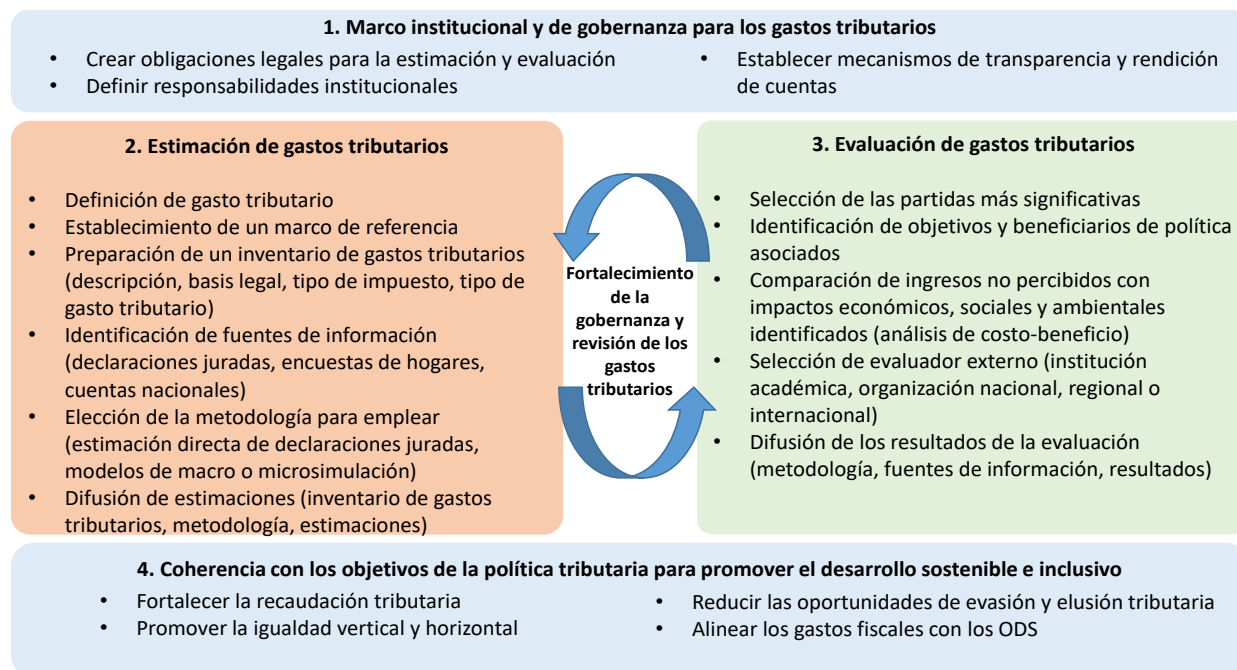 1. Marco institucional y de gobernanza para los gastos tributarios
• Crear obligaciones legales para la estimación y evaluación
• Definir responsabilidades institucionales
• Establecer mecanismos de transparencia y rendición
de cuentas
2. Estimación de gastos tributarios
• Definición de gasto tributario
• Establecimiento de un marco de referencia
• Preparación de un inventario de gastos tributarios
(descripción, basis legal, tipo de impuesto, tipo de
gasto tributario)
• Identificación de fuentes de información
(declaraciones juradas, encuestas de hogares,
cuentas nacionales)
• Elección de la metodología para emplear
(estimación directa de declaraciones juradas,
modelos de macro o microsimulación)
• Difusión de estimaciones (inventario de gastos
tributarios, metodología, estimaciones)
Fortalecimiento
de la
gobernanza y
revisión de los
gastos
tributarios
3. Evaluación de gastos tributarios
• Selección de las partidas más significativas
• Identificación de objetivos y beneficiarios de política
asociados
• Comparación de ingresos no percibidos con
impactos económicos, sociales y ambientales
identificados (análisis de costo-beneficio)
• Selección de evaluador externo (institución
académica, organización nacional, regional o
internacional)
• Difusión de los resultados de la evaluación
(metodología, fuentes de información, resultados)
4. Coherencia con los objetivos de la política tributaria para promover el desarrollo sostenible e inclusivo
• Fortalecer la recaudación tributaria
• Promover la igualdad vertical y horizontal
• Reducir las oportunidades de evasión y elusión tributaria
• Alinear los gastos fiscales con los ODS